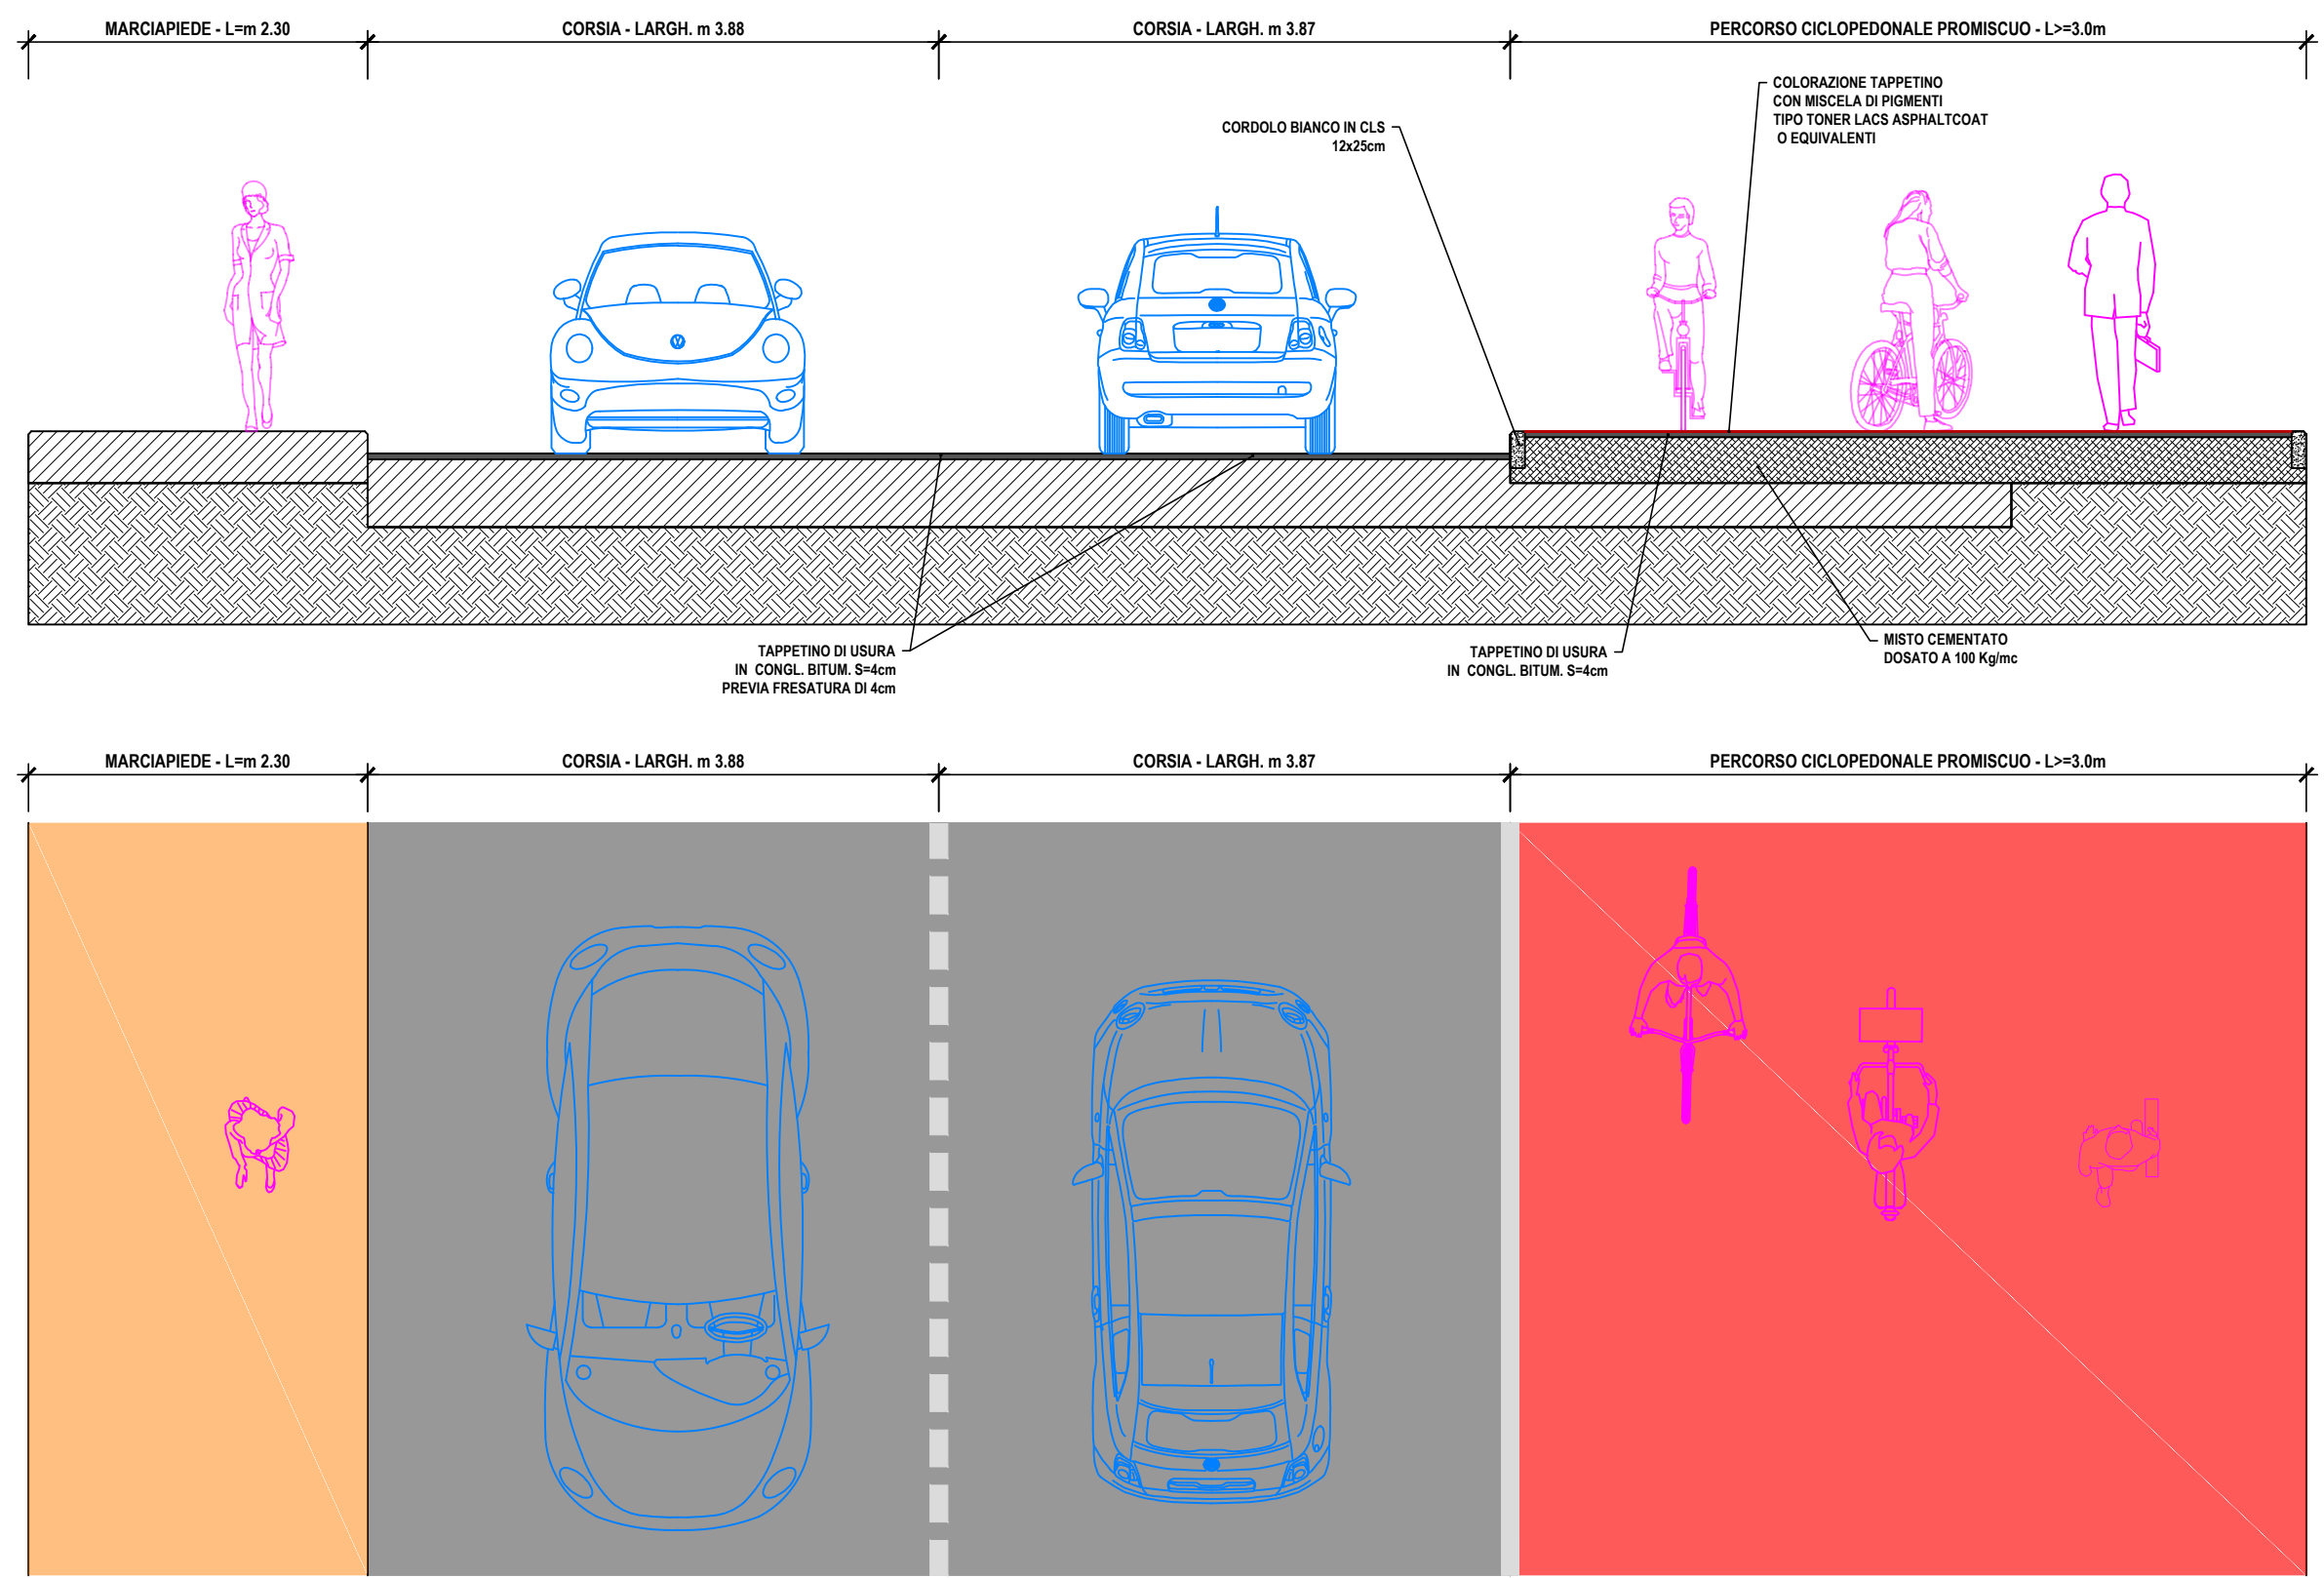 MARCIAPIEDE - L=m 2.30
CORSIA - LARGH. m 3.88
CORSIA - LARGH. m 3.87
PERCORSO CICLOPEDONALE PROMISCUO - L>=3.0m
COLORAZIONE TAPPETINO
CON MISCELA DI PIGMENTI
TIPO TONER LACS ASPHALTCOAT
O EQUIVALENTI
CORDOLO BIANCO IN CLS
12x25cm
TAPPETINO DI USURA
IN CONGL. BITUM. S=4cm
PREVIA FRESATURA DI 4cm
TAPPETINO DI USURA
IN CONGL. BITUM. S=4cm
MISTO CEMENTATO
DOSATO A 100 Kg/mc
MARCIAPIEDE - L=m 2.30
CORSIA - LARGH. m 3.88
CORSIA - LARGH. m 3.87
PERCORSO CICLOPEDONALE PROMISCUO - L>=3.0m